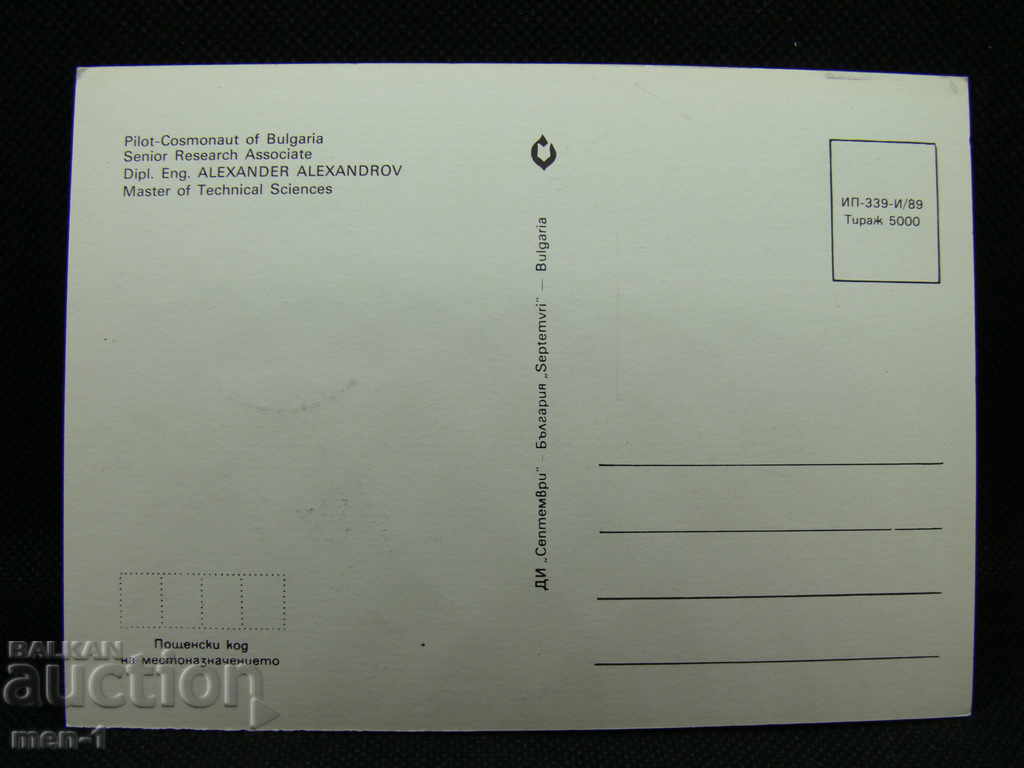 Pilot-Cosmonaut of Bulgaria
Senior Research Associate
Dipl. Eng. ALEXANDER ALEXANDROV
Master of Technical Sciences
ДИ „Септември" – България „Septemvri" — Bulgaria
ИП-339-И/89
Тираж 5000
Пощенски код
на местоназначението
BALKAN
auction
men-1